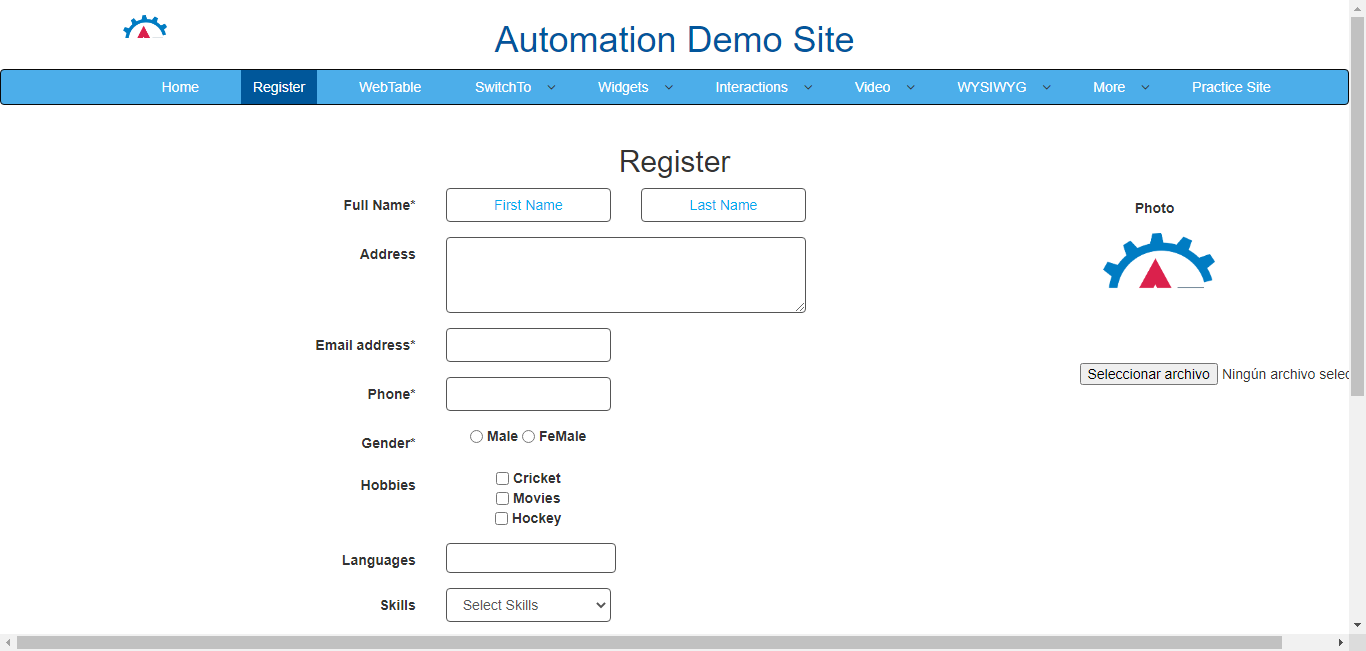 Automation Demo Site
Home Register WebTable SwitchTo Widgets Interactions Video WYSIWYG More Practice Site
Register
Full Name* First Name Last Name
Photo
Address
Email address*
Seleccionar archivo Ningún archivo selec
Phone*
Gender* Male FeMale
Hobbies Cricket
Movies
Hockey
Languages
Skills Select Skills